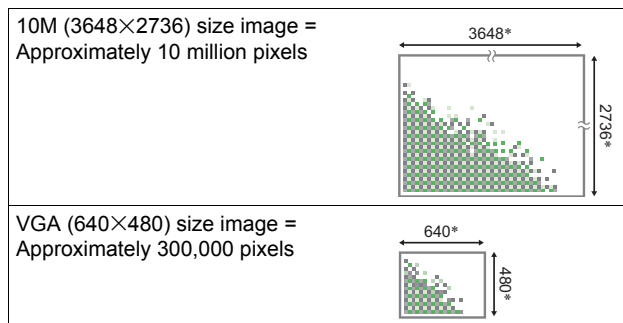 10M (3648×2736) size image =
Approximately 10 million pixels
3648*
2736*
VGA (640×480) size image =
Approximately 300,000 pixels
640*
480*